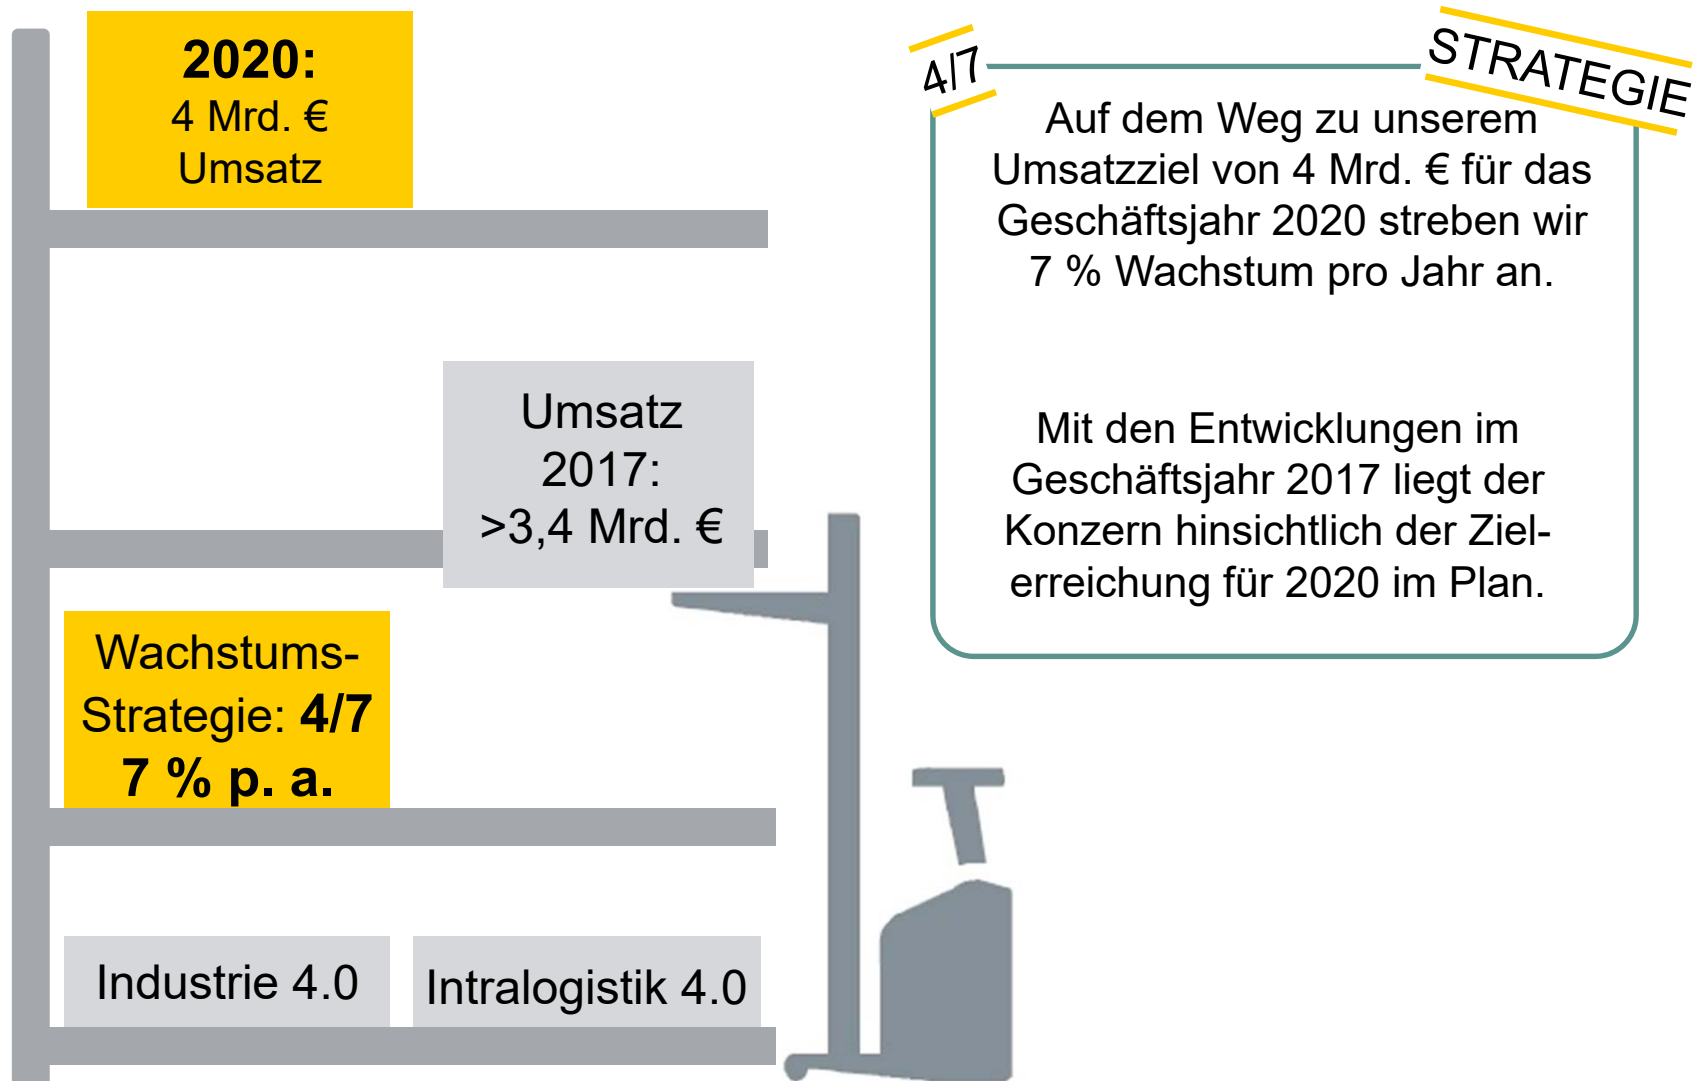 2020:
4 Mrd. €
Umsatz
Umsatz
2017:
>3,4 Mrd. €
Wachstums-
Strategie: 4/7
7 % p. a.
Industrie 4.0
Intralogistik 4.0
4/7
STRATEGIE
Auf dem Weg zu unserem
Umsatzziel von 4 Mrd. € für das
Geschäftsjahr 2020 streben wir
7 % Wachstum pro Jahr an.
Mit den Entwicklungen im
Geschäftsjahr 2017 liegt der
Konzern hinsichtlich der Ziel-
erreichung für 2020 im Plan.